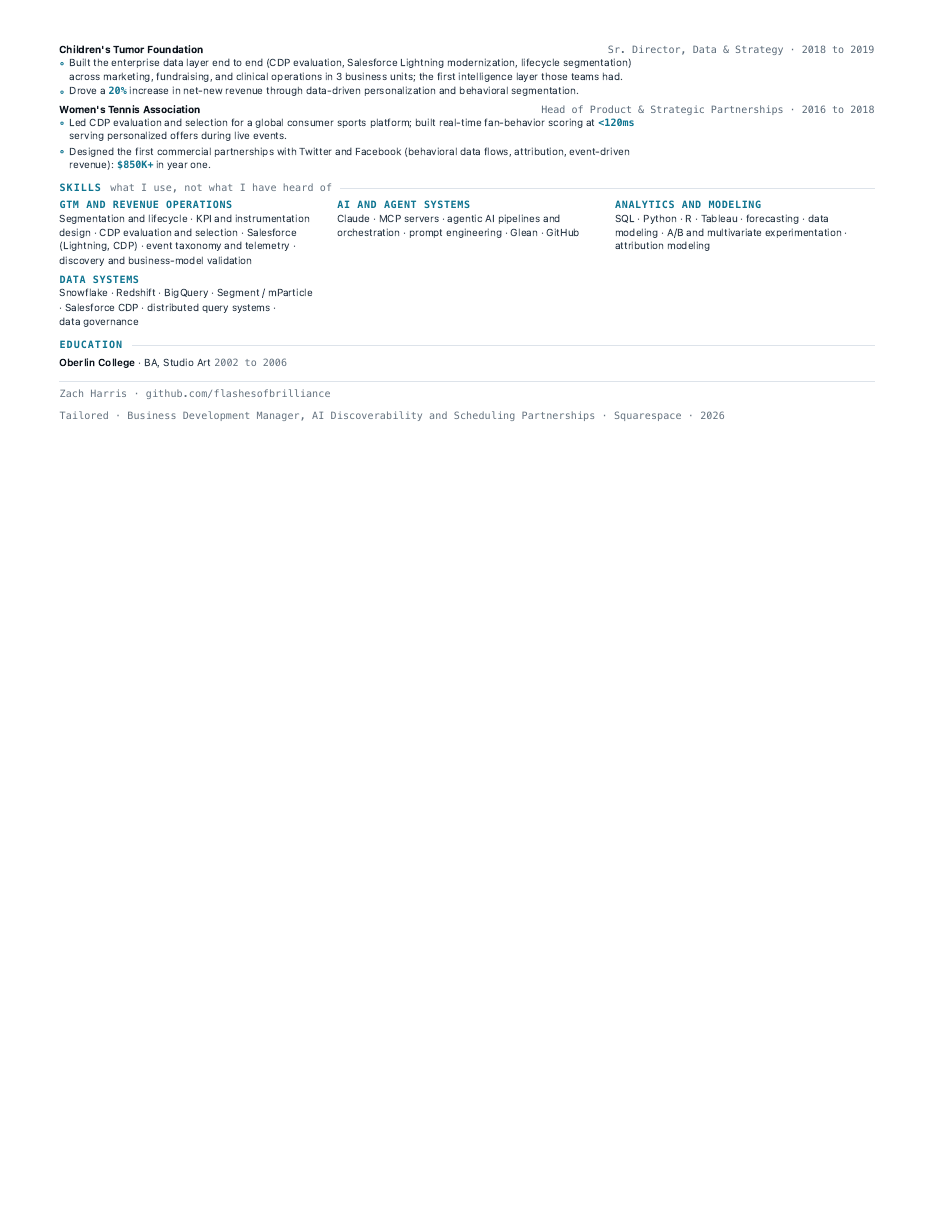 Children's Tumor Foundation Sr. Director, Data & Strategy · 2018 to 2019
Built the enterprise data layer end to end (CDP evaluation, Salesforce Lightning modernization, lifecycle segmentation)
across marketing, fundraising, and clinical operations in 3 business units; the first intelligence layer those teams had.
Drove a 20% increase in net-new revenue through data-driven personalization and behavioral segmentation.
Women's Tennis Association Head of Product & Strategic Partnerships · 2016 to 2018
Led CDP evaluation and selection for a global consumer sports platform; built real-time fan-behavior scoring at <120ms
serving personalized offers during live events.
Designed the first commercial partnerships with Twitter and Facebook (behavioral data flows, attribution, event-driven
revenue): $850K+ in year one.
SKILLS what I use, not what I have heard of
GTM AND REVENUE OPERATIONS
Segmentation and lifecycle · KPI and instrumentation
design · CDP evaluation and selection · Salesforce
(Lightning, CDP) · event taxonomy and telemetry ·
discovery and business-model validation
AI AND AGENT SYSTEMS
Claude · MCP servers · agentic AI pipelines and
orchestration · prompt engineering · Glean · GitHub
ANALYTICS AND MODELING
SQL · Python · R · Tableau · forecasting · data
modeling · A/B and multivariate experimentation ·
attribution modeling
DATA SYSTEMS
Snowflake · Redshift · BigQuery · Segment / mParticle
· Salesforce CDP · distributed query systems ·
data governance
EDUCATION
Oberlin College · BA, Studio Art 2002 to 2006
Zach Harris · github.com/flashesofbrilliance
Tailored · Business Development Manager, AI Discoverability and Scheduling Partnerships · Squarespace · 2026